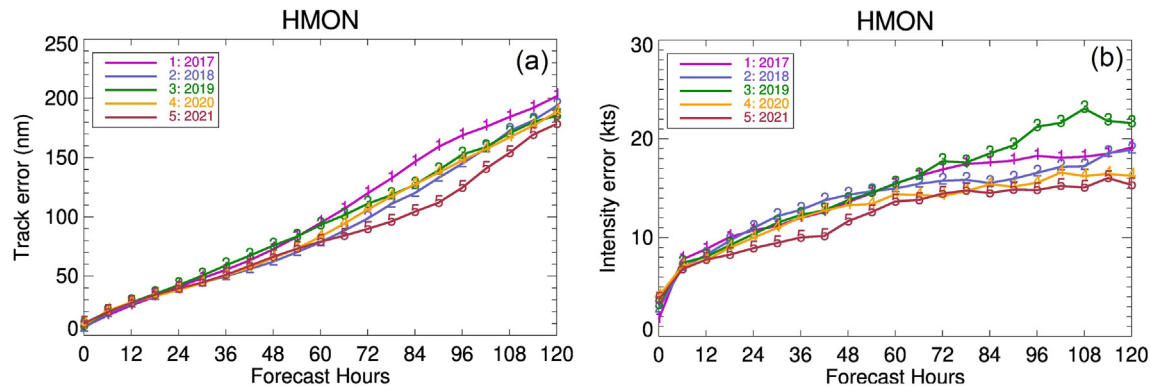 HMON
(a)
Track error (nm)
250
200
150
100
50
0
1: 2017
2: 2018
3: 2019
4: 2020
5: 2021
0 12 24 36 48 60 72 84 96 108 120
Forecast Hours
HMON
(b)
Intensity error (kts)
30
20
10
0
1: 2017
2: 2018
3: 2019
4: 2020
5: 2021
0 12 24 36 48 60 72 84 96 108 120
Forecast Hours